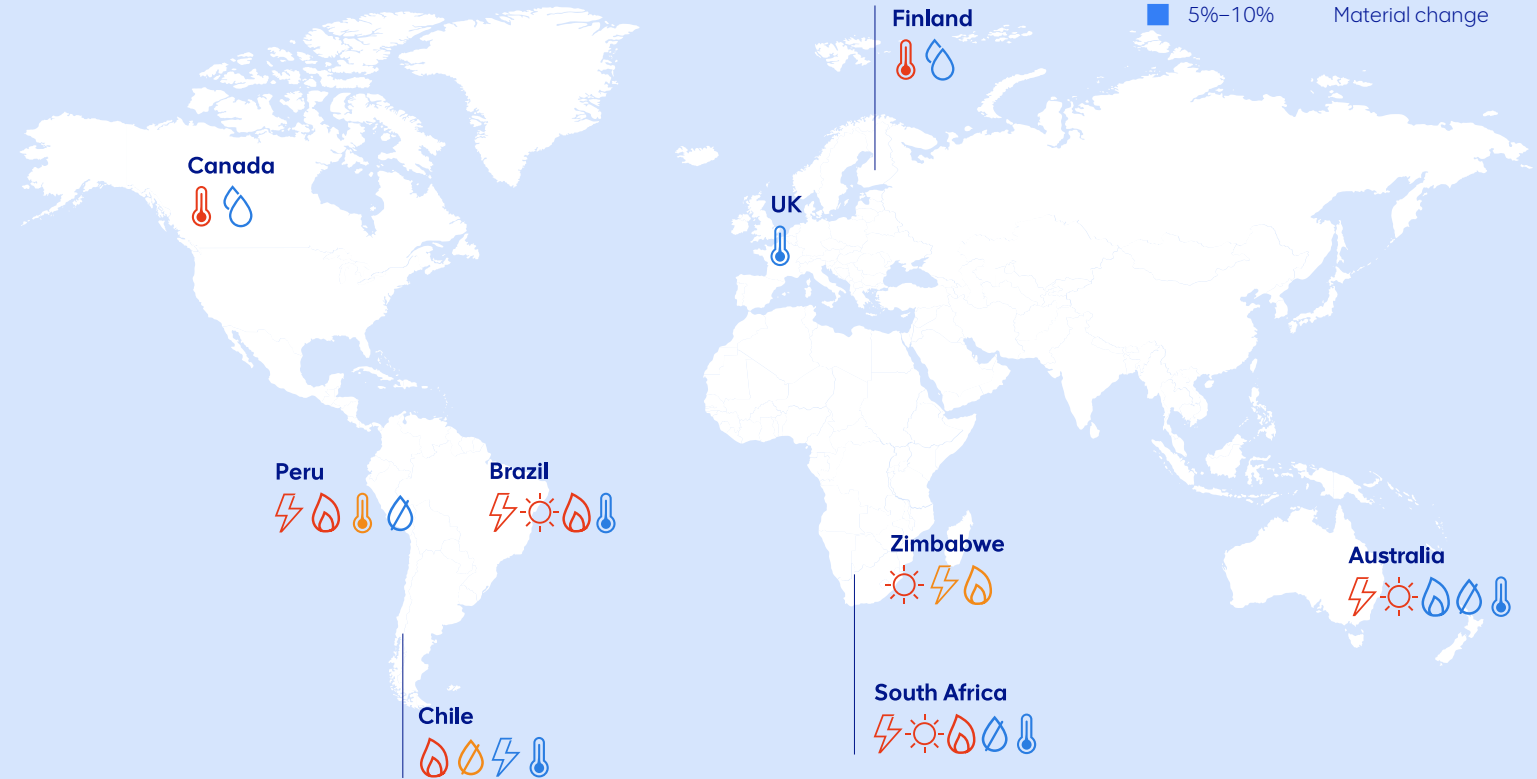 Finland
5%–10% Material change
Canada
UK
Peru
Brazil
Zimbabwe
Australia
South Africa
Chile